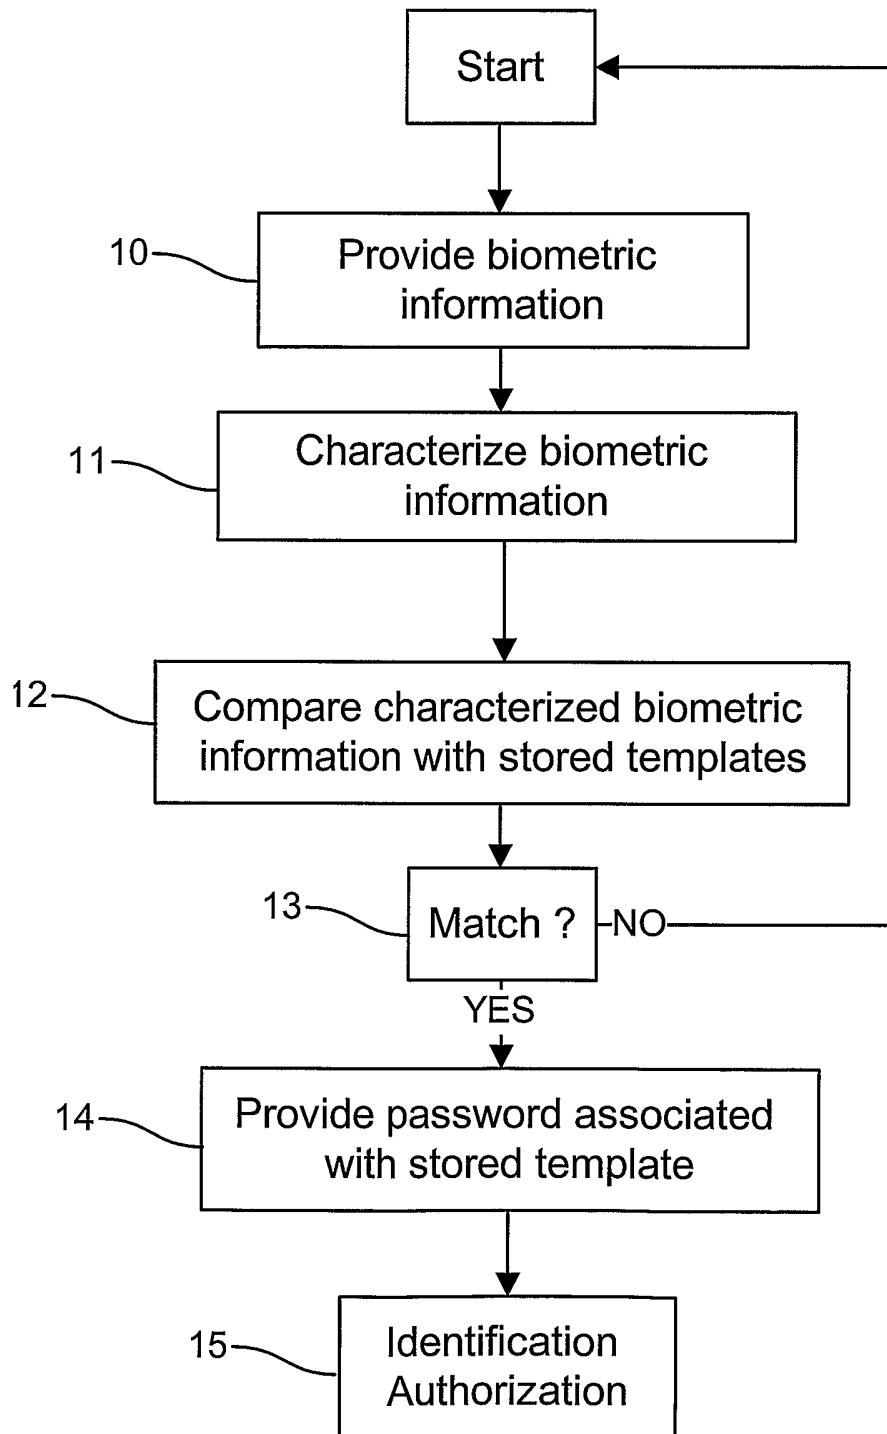 Start
10
Provide biometric
information
11
Characterize biometric
information
12
Compare characterized biometric
information with stored templates
13
Match ?
NO
YES
14
Provide password associated
with stored template
15
Identification
Authorization